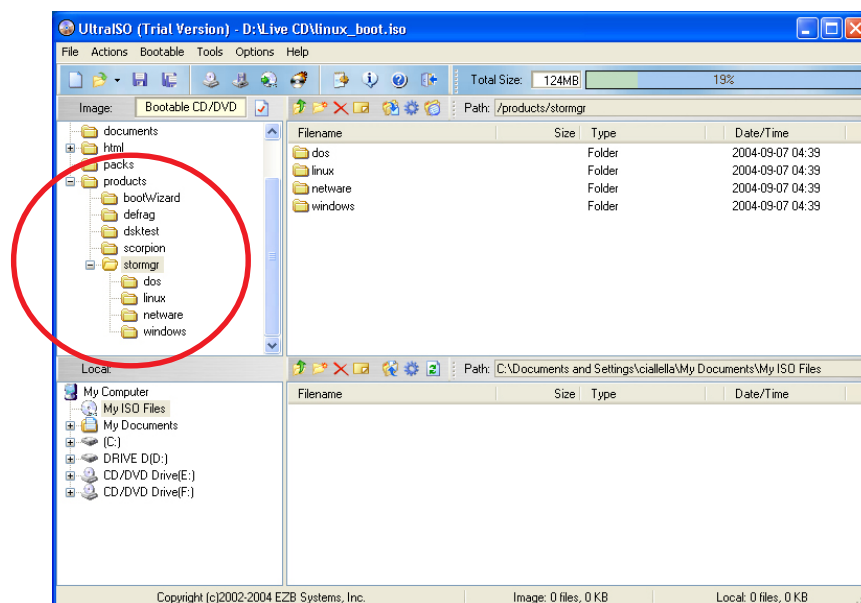 UltraISO (Trial Version) - D:\Live CD\linux_boot.iso
File Actions Bootable Tools Options Help
Total Size: 124MB 19%
Image: Bootable CD/DVD Path: /products/stormgr
documents
html
packs
products
bootWizard
defrag
dsktest
scorpion
stormgr
dos
linux
netware
windows
Filename Size Type Date/Time
dos Folder 2004-09-07 04:39
linux Folder 2004-09-07 04:39
netware Folder 2004-09-07 04:39
windows Folder 2004-09-07 04:39
Local: Path: C:\Documents and Settings\ciallella\My Documents\My ISO Files
My Computer
My ISO Files
My Documents
(C:)
DRIVE D(D:)
CD/DVD Drive(E:)
CD/DVD Drive(F:)
Filename Size Type Date/Time
Copyright (c)2002-2004 EZB Systems, Inc. Image: 0 files, 0 KB Local: 0 files, 0 KB